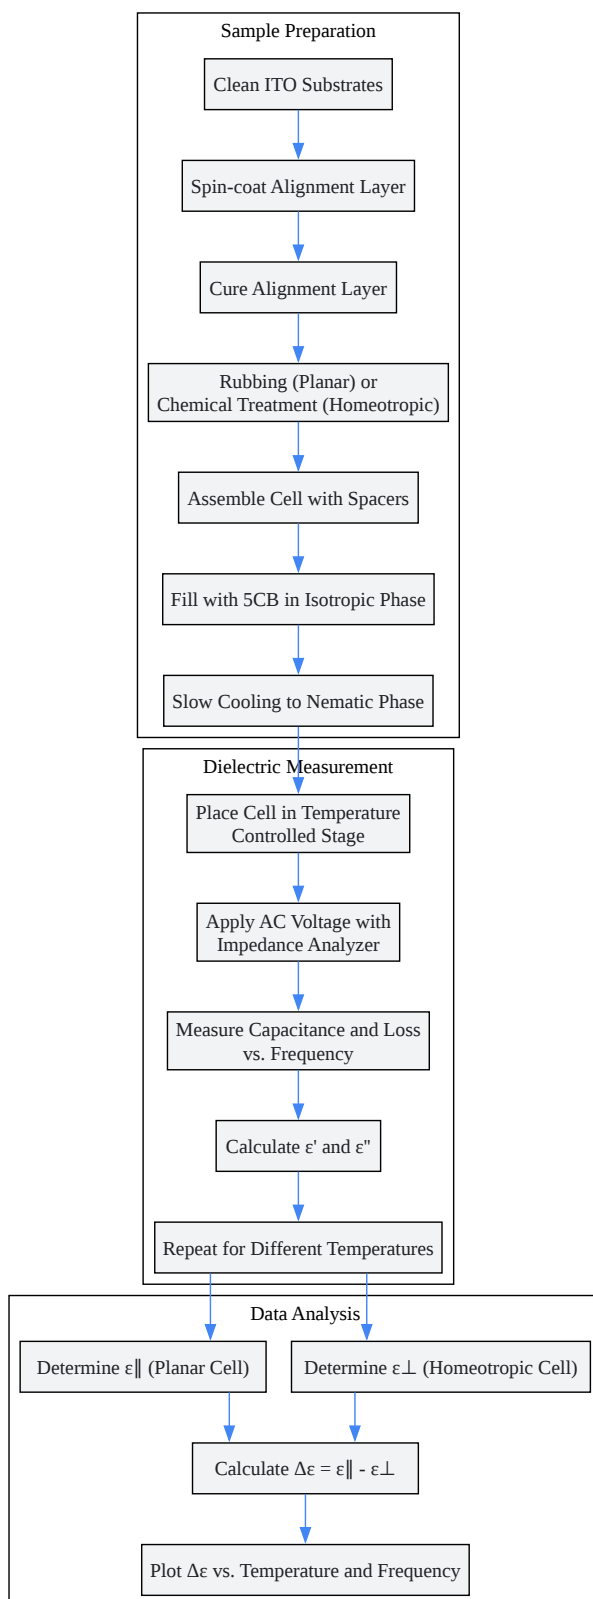 Sample Preparation
Clean ITO Substrates
Spin-coat Alignment Layer
Cure Alignment Layer
Rubbing (Planar) or
Chemical Treatment (Homeotropic)
Assemble Cell with Spacers
Fill with 5CB in Isotropic Phase
Slow Cooling to Nematic Phase
Dielectric Measurement
Place Cell in Temperature
Controlled Stage
Apply AC Voltage with
Impedance Analyzer
Measure Capacitance and Loss
vs. Frequency
Calculate ε' and ε"
Repeat for Different Temperatures
Data Analysis
Determine ε∥ (Planar Cell)
Determine ε⊥ (Homeotropic Cell)
Calculate Δε = ε∥ - ε⊥
Plot Δε vs. Temperature and Frequency